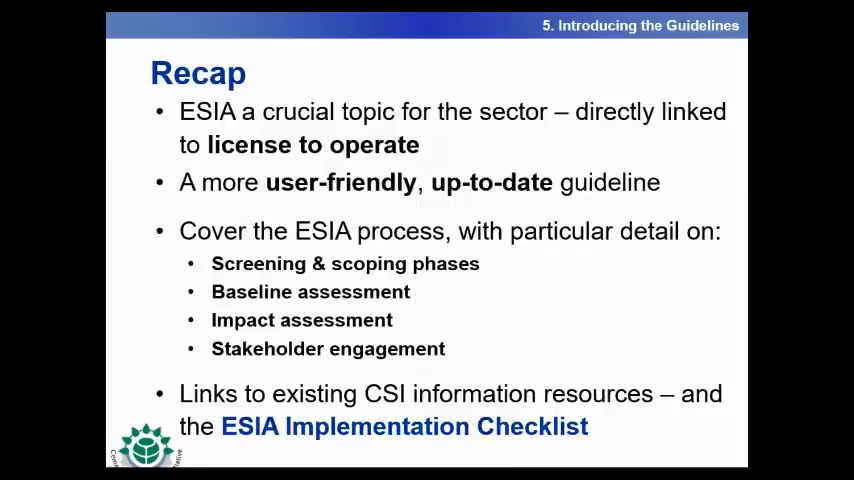 5. Introducing the Guidelines
Recap
• ESIA a crucial topic for the sector – directly linked
to license to operate
• A more user-friendly, up-to-date guideline
• Cover the ESIA process, with particular detail on:
• Screening & scoping phases
• Baseline assessment
• Impact assessment
• Stakeholder engagement
• Links to existing CSI information resources – and
the ESIA Implementation Checklist